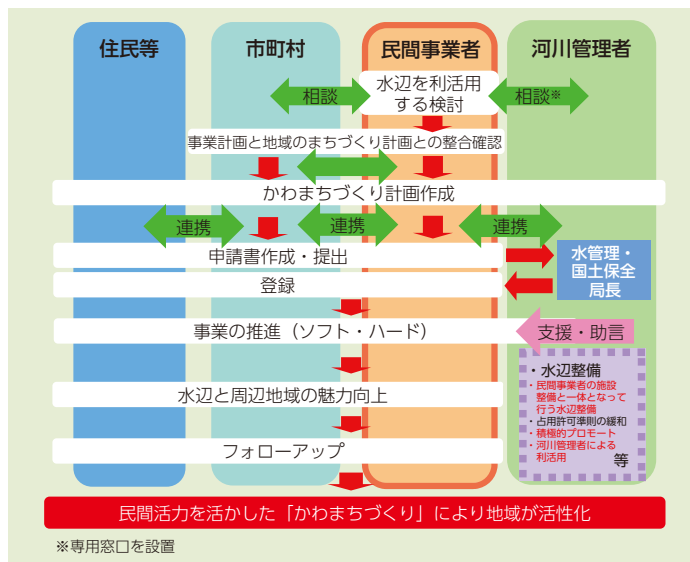 住民等
市町村
民間事業者
河川管理者
相談
水辺を利活用
する検討
相談※
事業計画と地域のまちづくり計画との整合確認
かわまちづくり計画作成
連携
連携
連携
申請書作成・提出
水管理・
国土保全
局長
登録
事業の推進（ソフト・ハード）
支援・助言
・水辺整備
・民間事業者の施設
整備と一体となって
行う水辺整備
・占用許可準則の緩和
・積極的プロモート
・河川管理者による
利活用
等
水辺と周辺地域の魅力向上
フォローアップ
民間活力を活かした「かわまちづくり」により地域が活性化
※専用窓口を設置